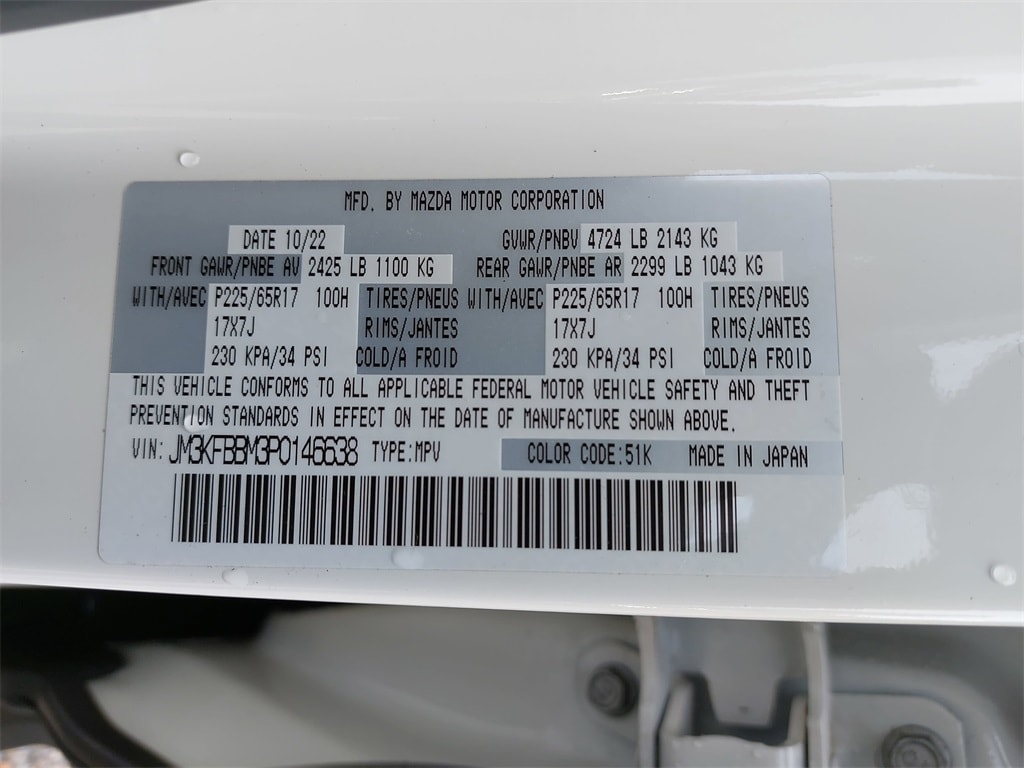 MFD. BY MAZDA MOTOR CORPORATION
DATE 10/22 GVWR/PNBV 4724 LB 2143 KG
FRONT GAWR/PNBE AV 2425 LB 1100 KG REAR GAWR/PNBE AR 2299 LB 1043 KG
WITH/AVEC P225/65R17 100H TIRES/PNEUS WITH/AVEC P225/65R17 100H TIRES/PNEUS
17X7J RIMS/JANTES 17X7J RIMS/JANTES
230 KPA/34 PSI COLD/A FROID 230 KPA/34 PSI COLD/A FROID
THIS VEHICLE CONFORMS TO ALL APPLICABLE FEDERAL MOTOR VEHICLE SAFETY AND THEFT
PREVENTION STANDARDS IN EFFECT ON THE DATE OF MANUFACTURE SHOWN ABOVE.
VIN: JM3KFBBM3P0146638 TYPE:MPV COLOR CODE:51K MADE IN JAPAN